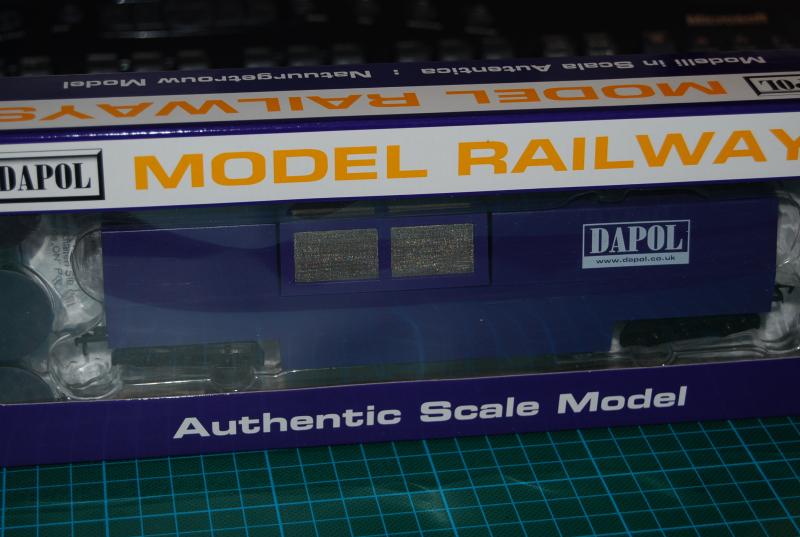 Microsoft
Modelli in Scala Autentica : Natuurgetrouw Model
MODEL RAILWAYS
DAPOL MODEL RAILWAY
DAPOL
www.dapol.co.uk
Authentic Scale Model